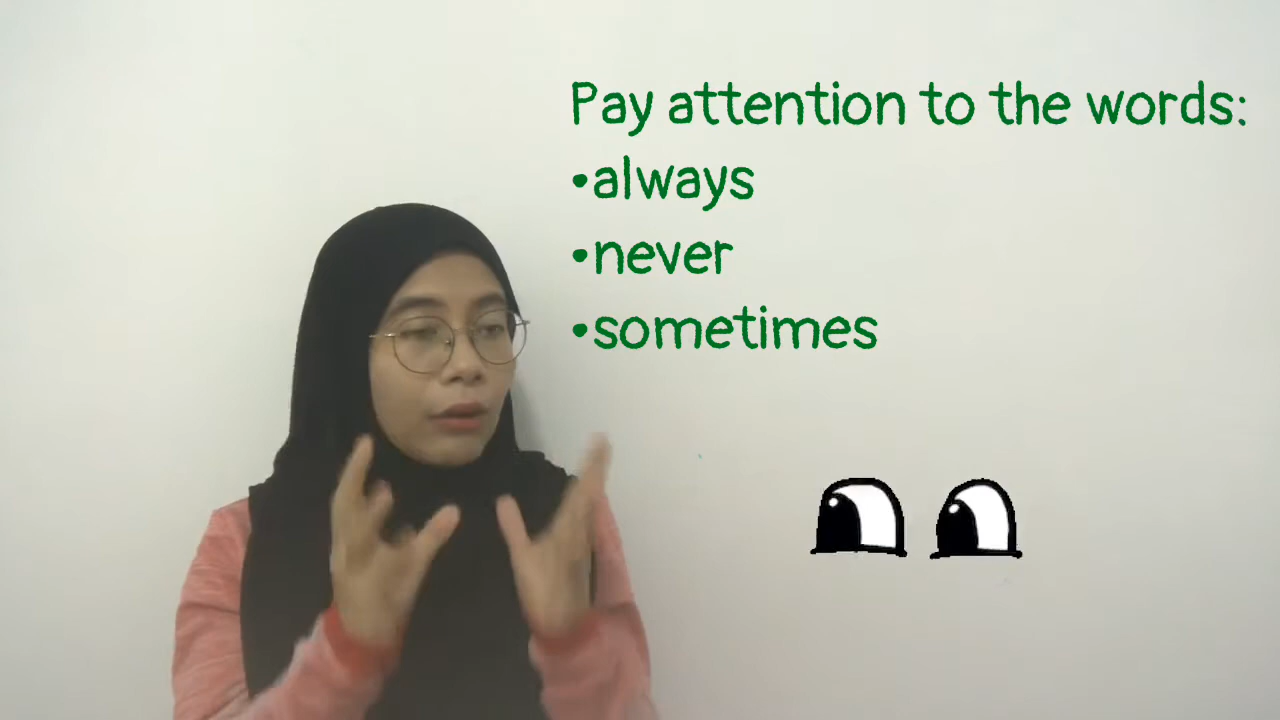 Pay attention to the words:
•always
•never
•sometimes